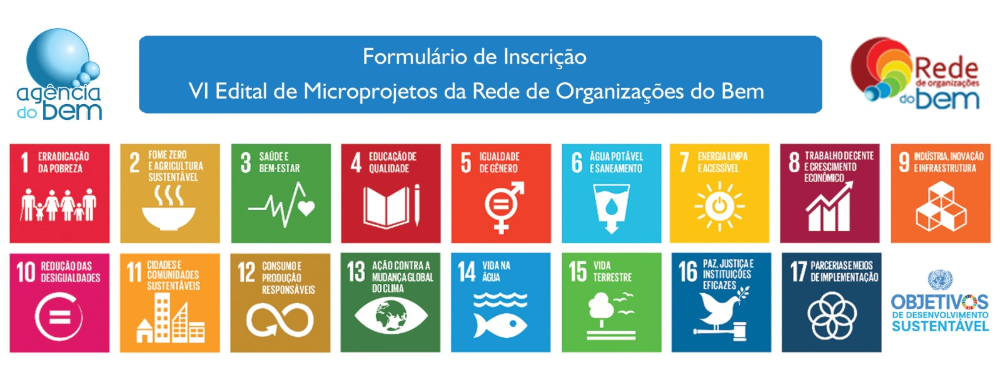 agência
do bem
Formulário de Inscrição
VI Edital de Microprojetos da Rede de Organizações do Bem
Rede
de organizações
do bem
1 ERRADICAÇÃO
DA POBREZA
2 FOME ZERO
E AGRICULTURA
SUSTENTÁVEL
3 SAÚDE E
BEM-ESTAR
4 EDUCAÇÃO DE
QUALIDADE
5 IGUALDADE
DE GÊNERO
6 ÁGUA POTÁVEL
E SANEAMENTO
7 ENERGIA LIMPA
E ACESSÍVEL
8 TRABALHO DECENTE
E CRESCIMENTO
ECONÔMICO
9 INDÚSTRIA, INOVAÇÃO
E INFRAESTRUTURA
10 REDUÇÃO DAS
DESIGUALDADES
11 CIDADES E
COMUNIDADES
SUSTENTÁVEIS
12 CONSUMO E
PRODUÇÃO
RESPONSÁVEIS
13 AÇÃO CONTRA A
MUDANÇA GLOBAL
DO CLIMA
14 VIDA NA
ÁGUA
15 VIDA
TERRESTRE
16 PAZ, JUSTIÇA E
INSTITUIÇÕES
EFICAZES
17 PARCERIAS E MEIOS
DE IMPLEMENTAÇÃO
OBJETIVOS
DE DESENVOLVIMENTO
SUSTENTÁVEL